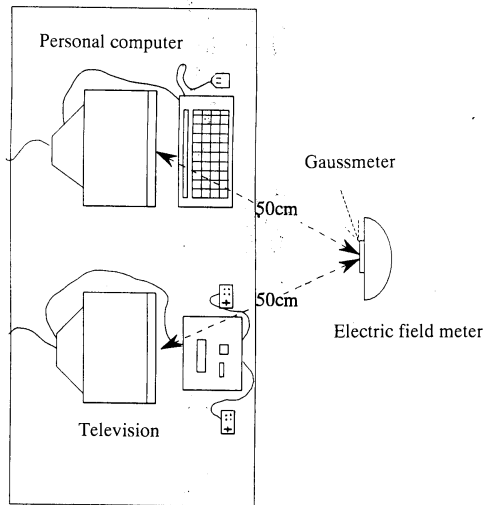 Personal computer
Gaussmeter
50cm
50cm
Electric field meter
Television